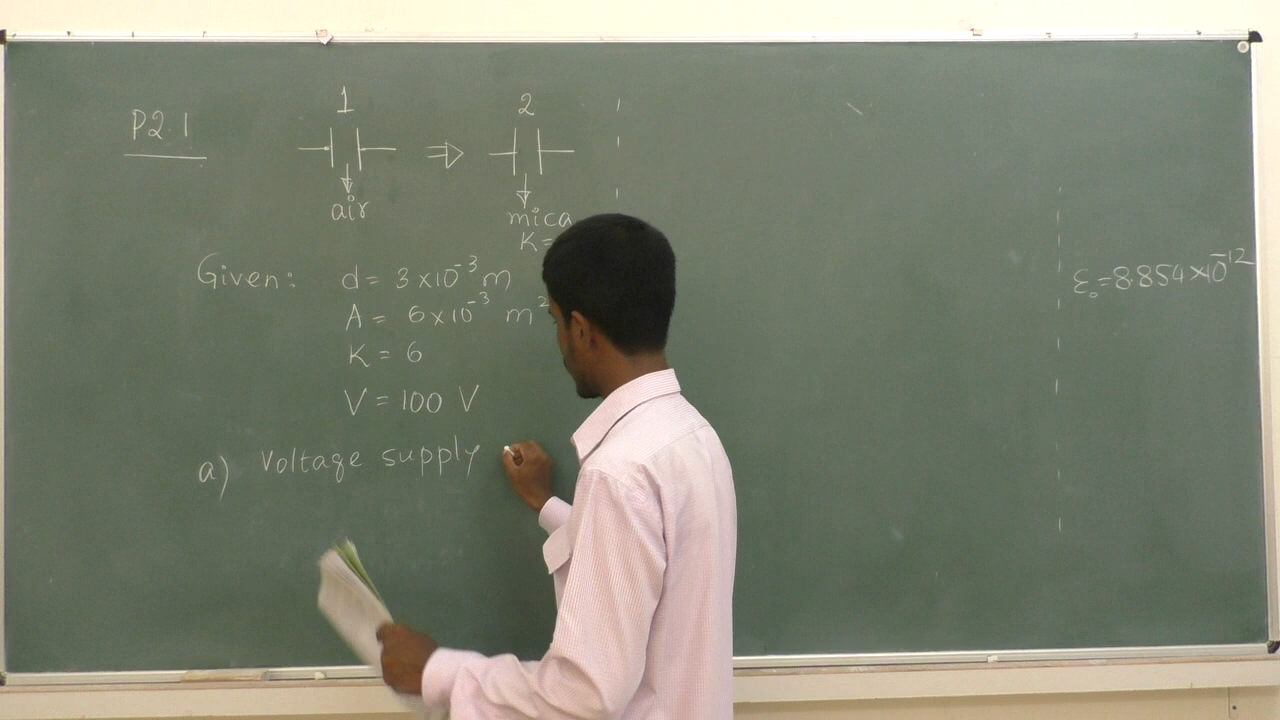 P2.1
1
2
⇒
air
mica
K=
Given: d = 3×10⁻³ m
A = 6×10⁻³ m²
K = 6
V = 100 V
a) Voltage supply
ε₀=8.854×10⁻¹²